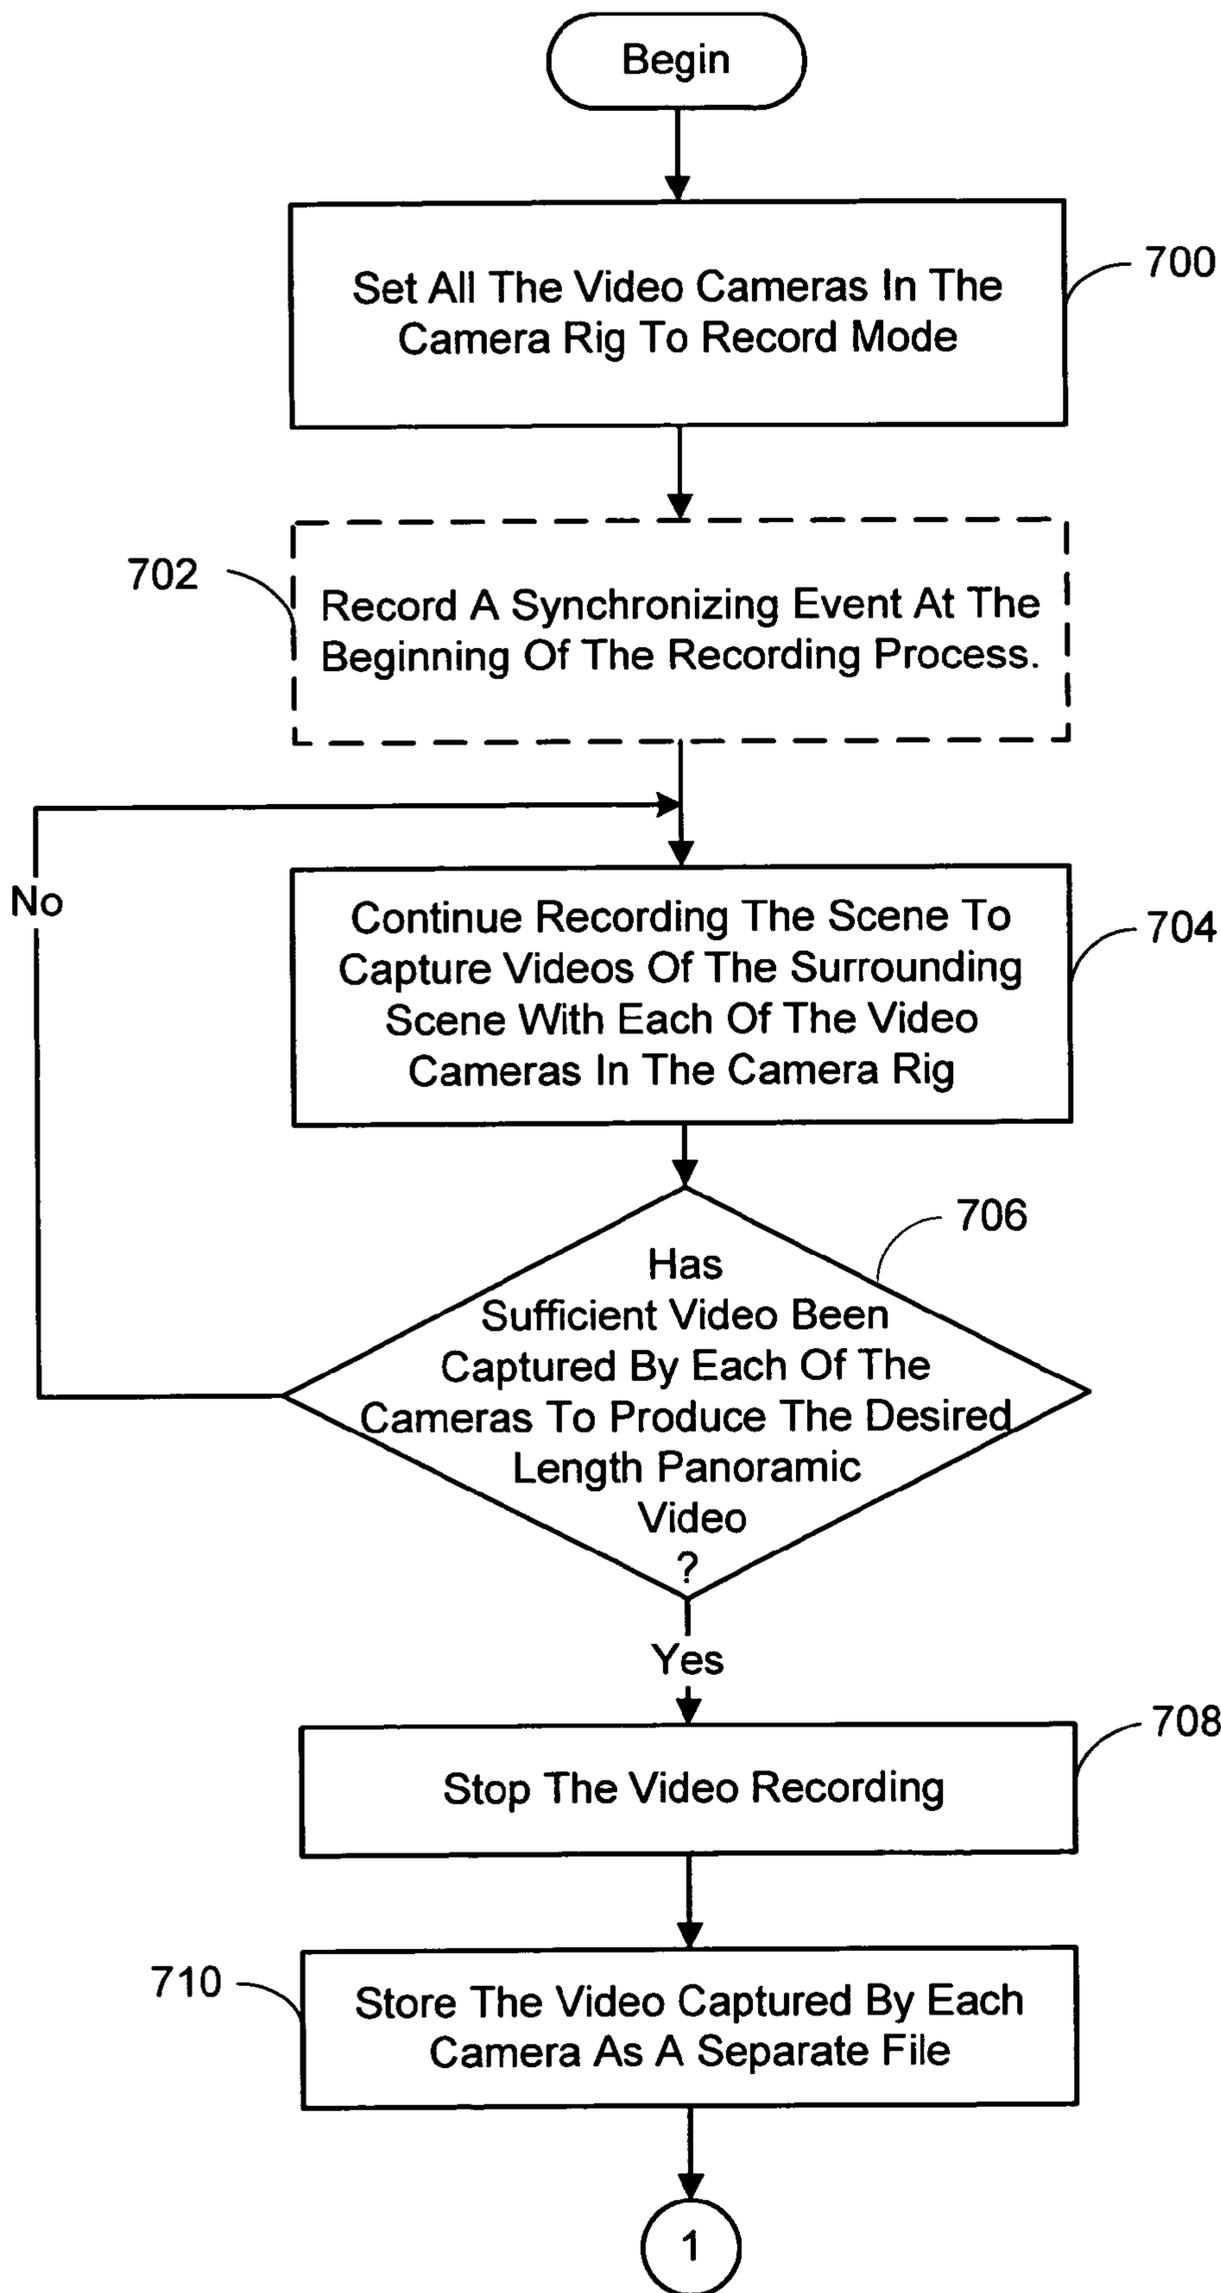 Begin
Set All The Video Cameras In The
Camera Rig To Record Mode
700
702
Record A Synchronizing Event At The
Beginning Of The Recording Process.
No
Continue Recording The Scene To
Capture Videos Of The Surrounding
Scene With Each Of The Video
Cameras In The Camera Rig
704
706
Has
Sufficient Video Been
Captured By Each Of The
Cameras To Produce The Desired
Length Panoramic
Video
?
Yes
708
Stop The Video Recording
710
Store The Video Captured By Each
Camera As A Separate File
1